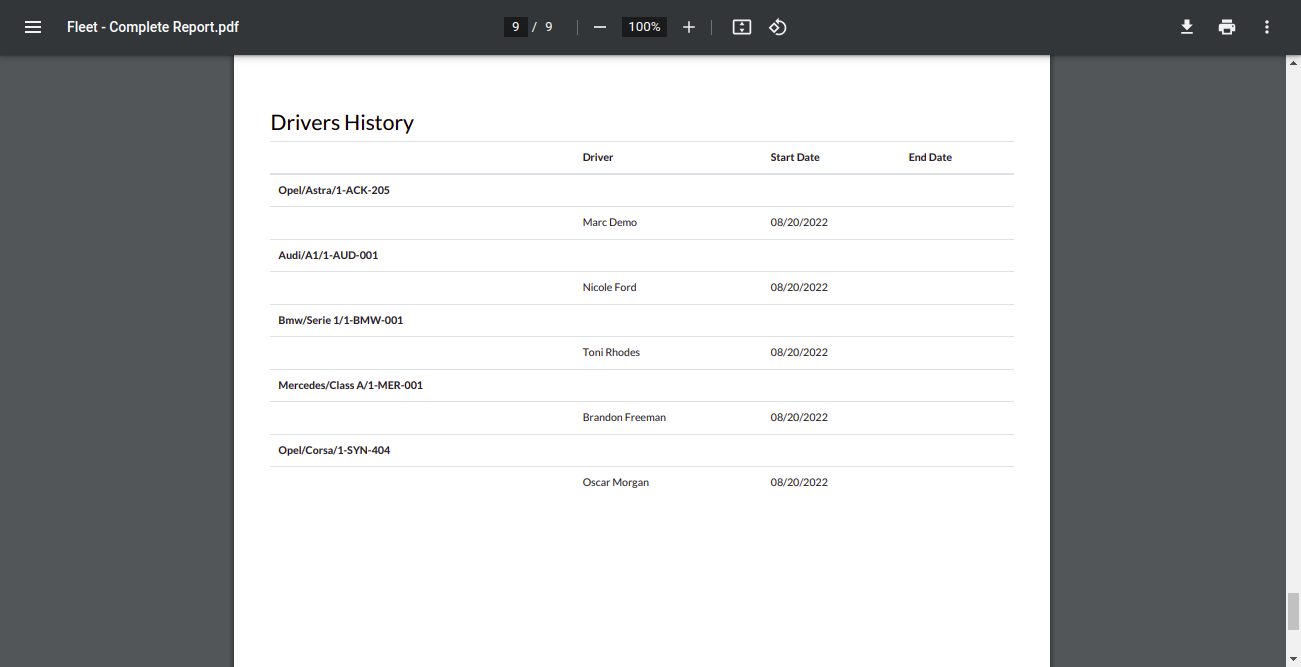 Fleet - Complete Report.pdf
9 / 9
100%
Drivers History
Driver Start Date End Date
Opel/Astra/1-ACK-205
Marc Demo 08/20/2022
Audi/A1/1-AUD-001
Nicole Ford 08/20/2022
Bmw/Serie 1/1-BMW-001
Toni Rhodes 08/20/2022
Mercedes/Class A/1-MER-001
Brandon Freeman 08/20/2022
Opel/Corsa/1-SYN-404
Oscar Morgan 08/20/2022